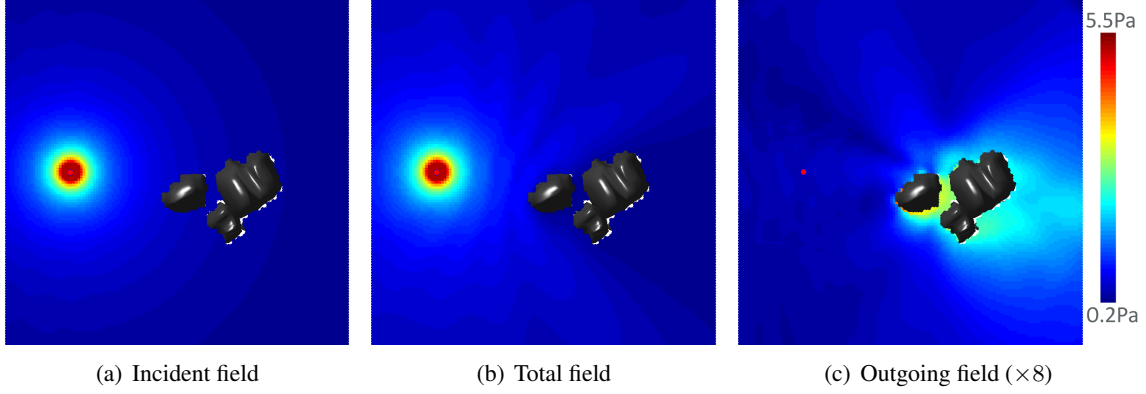 5.5Pa
0.2Pa
(a) Incident field
(b) Total field
(c) Outgoing field (×8)